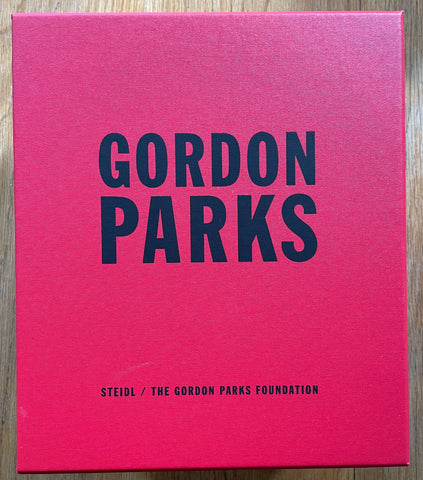 GORDON
PARKS
STEIDL / THE GORDON PARKS FOUNDATION